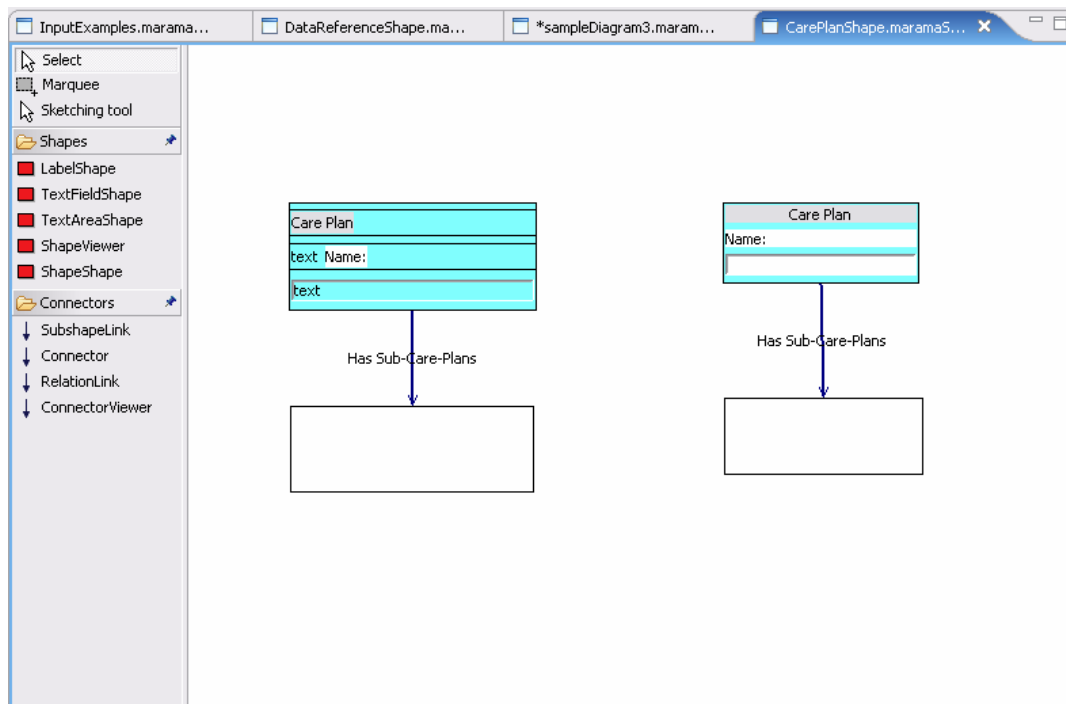 InputExamples.marama...
DataReferenceShape.ma...
*sampleDiagram3.maram...
CarePlanShape.maramaS...
Select
Marquee
Sketching tool
Shapes
LabelShape
TextFieldShape
TextAreaShape
ShapeViewer
ShapeShape
Connectors
SubshapeLink
Connector
RelationLink
ConnectorViewer
Care Plan
text Name:
text
Has Sub-Care-Plans
Care Plan
Name:
Has Sub-Care-Plans